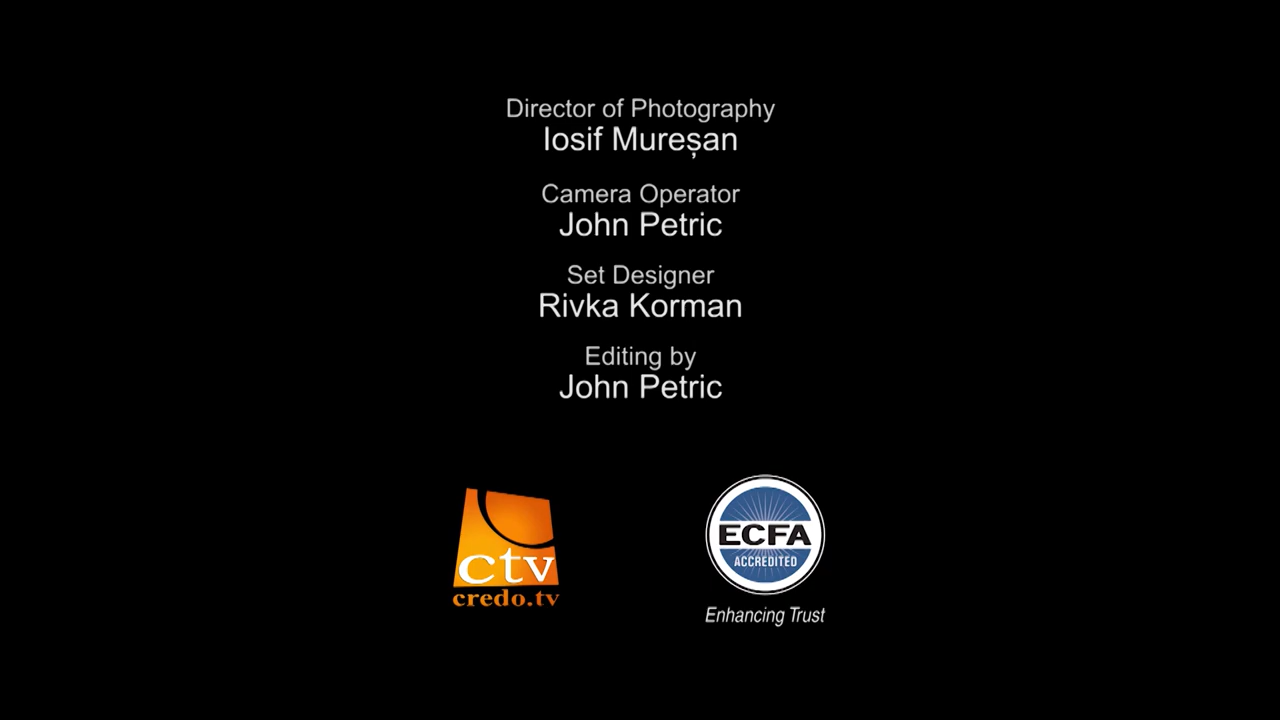 Director of Photography
Iosif Mureșan
Camera Operator
John Petric
Set Designer
Rivka Korman
Editing by
John Petric
ctv
credo.tv
ECFA
ACCREDITED
Enhancing Trust